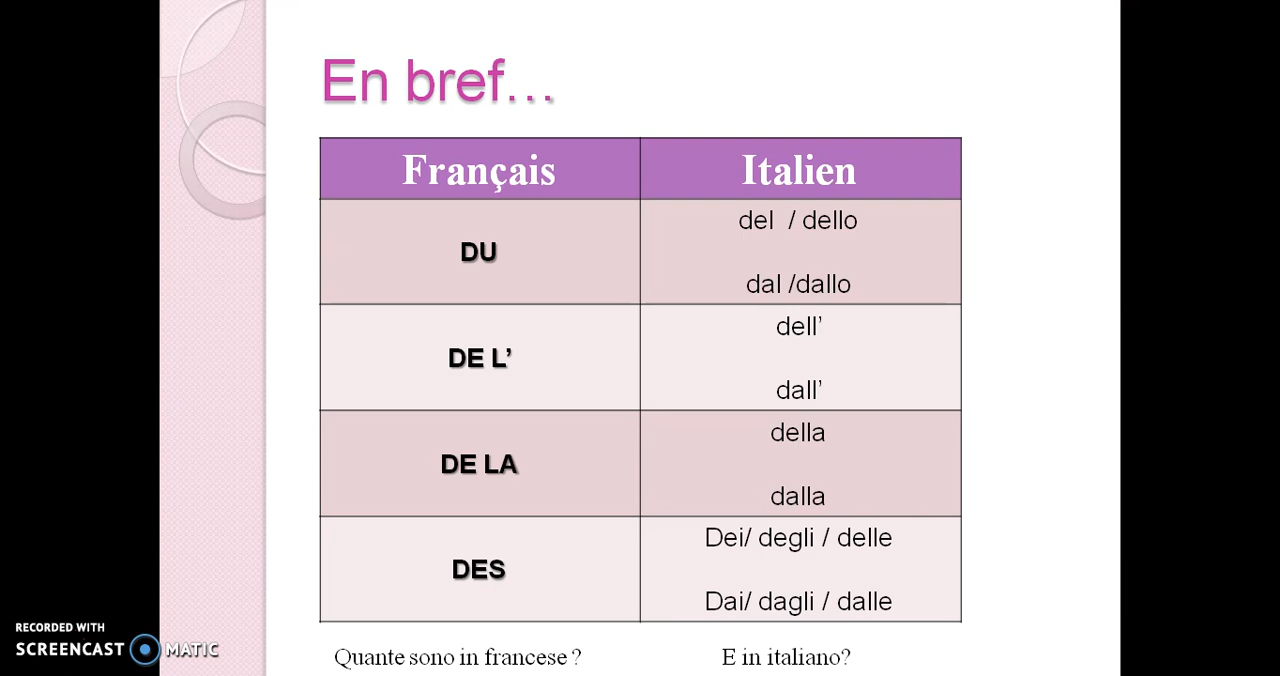 En bref…
Français Italien
DU
del / dello
dal /dallo
DE L’
dell’
dall’
DE LA
della
dalla
DES
Dei/ degli / delle
Dai/ dagli / dalle
RECORDED WITH
SCREENCAST MATIC
Quante sono in francese ? E in italiano?